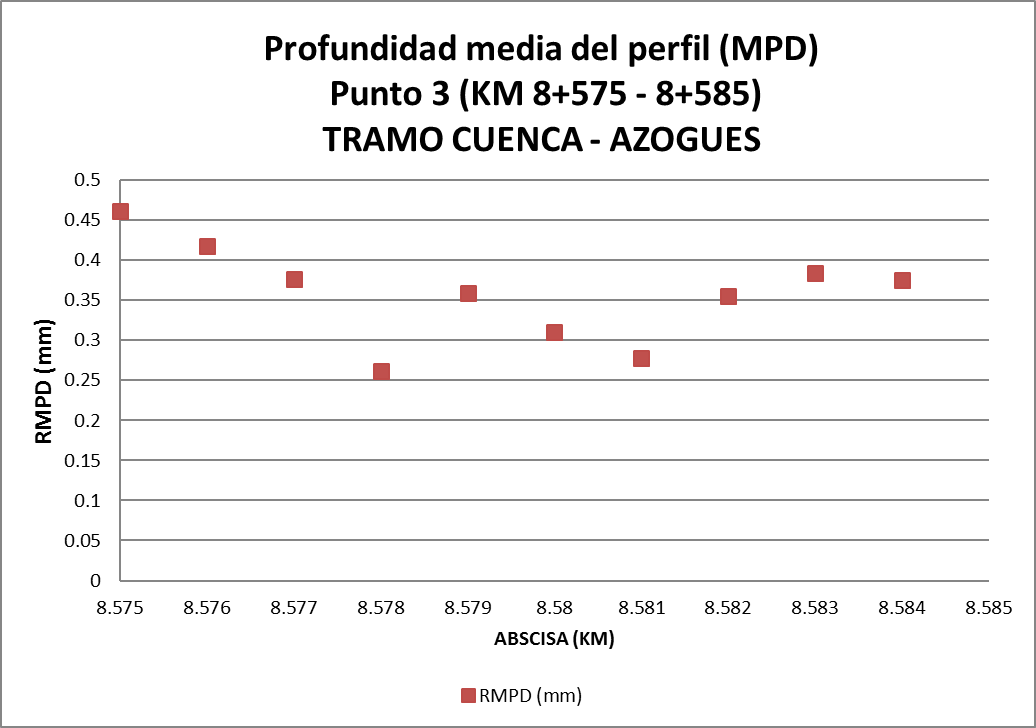 Profundidad media del perfil (MPD)
Punto 3 (KM 8+575 - 8+585)
TRAMO CUENCA - AZOGUES
0.5
0.45
0.4
0.35
0.3
0.25
0.2
0.15
0.1
0.05
0
RMPD (mm)
8.575 8.576 8.577 8.578 8.579 8.58 8.581 8.582 8.583 8.584 8.585
ABSCISA (KM)
RMPD (mm)